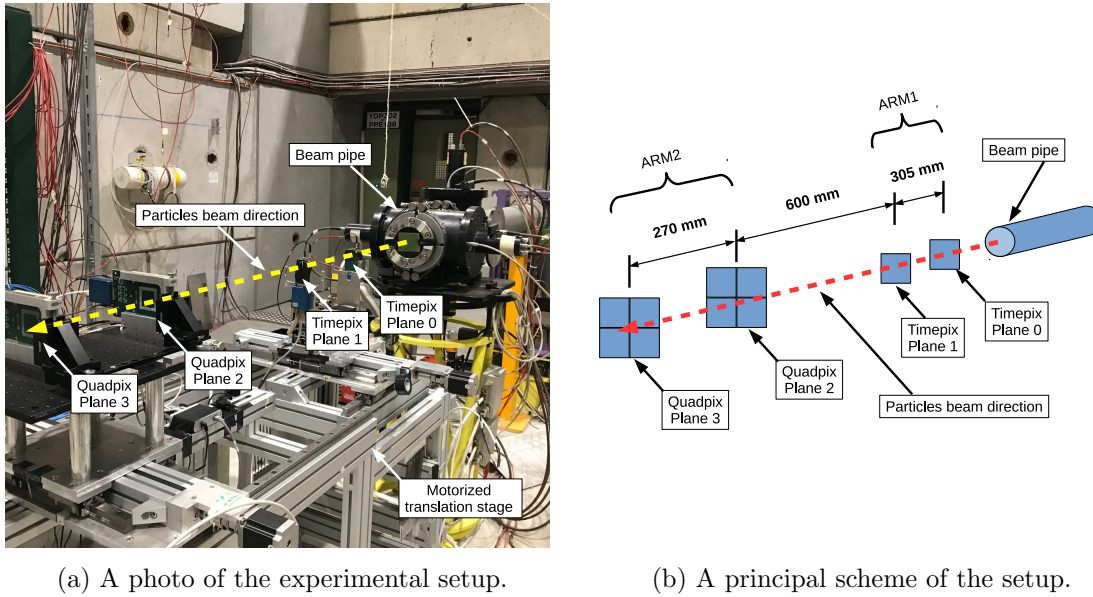 YDP202
PPE168
Beam pipe
Particles beam direction
Timepix
Plane 0
Timepix
Plane 1
Quadpix
Plane 2
Quadpix
Plane 3
Motorized
translation stage
(a) A photo of the experimental setup.
ARM1
ARM2
Beam pipe
305 mm
600 mm
270 mm
Timepix
Plane 0
Timepix
Plane 1
Quadpix
Plane 2
Quadpix
Plane 3
Particles beam direction
(b) A principal scheme of the setup.